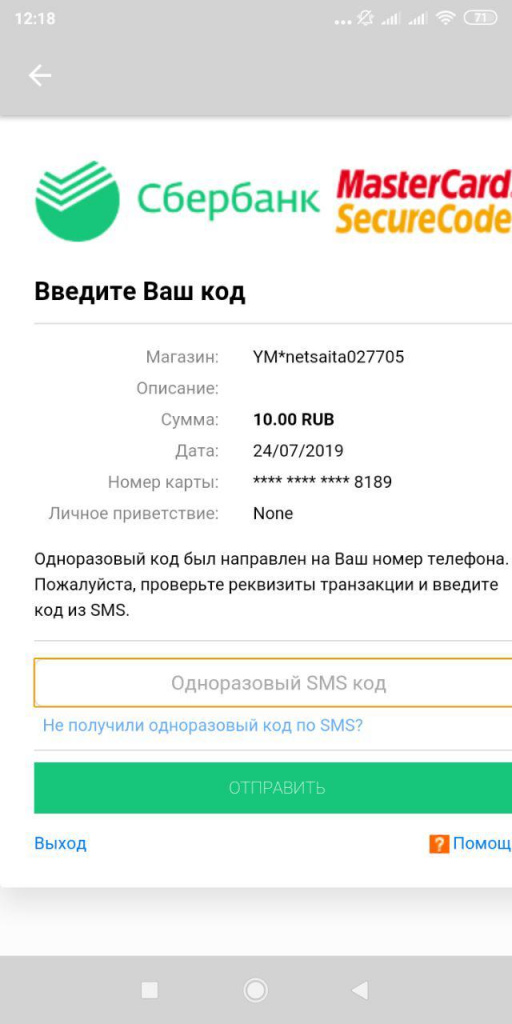 12:18
71
Сбербанк
MasterCard.
SecureCode
Введите Ваш код
Магазин: YM*netsaita027705
Описание:
Сумма: 10.00 RUB
Дата: 24/07/2019
Номер карты: **** **** **** 8189
Личное приветствие: None
Одноразовый код был направлен на Ваш номер телефона.
Пожалуйста, проверьте реквизиты транзакции и введите
код из SMS.
Одноразовый SMS код
Не получили одноразовый код по SMS?
ОТПРАВИТЬ
Выход
? Помощ